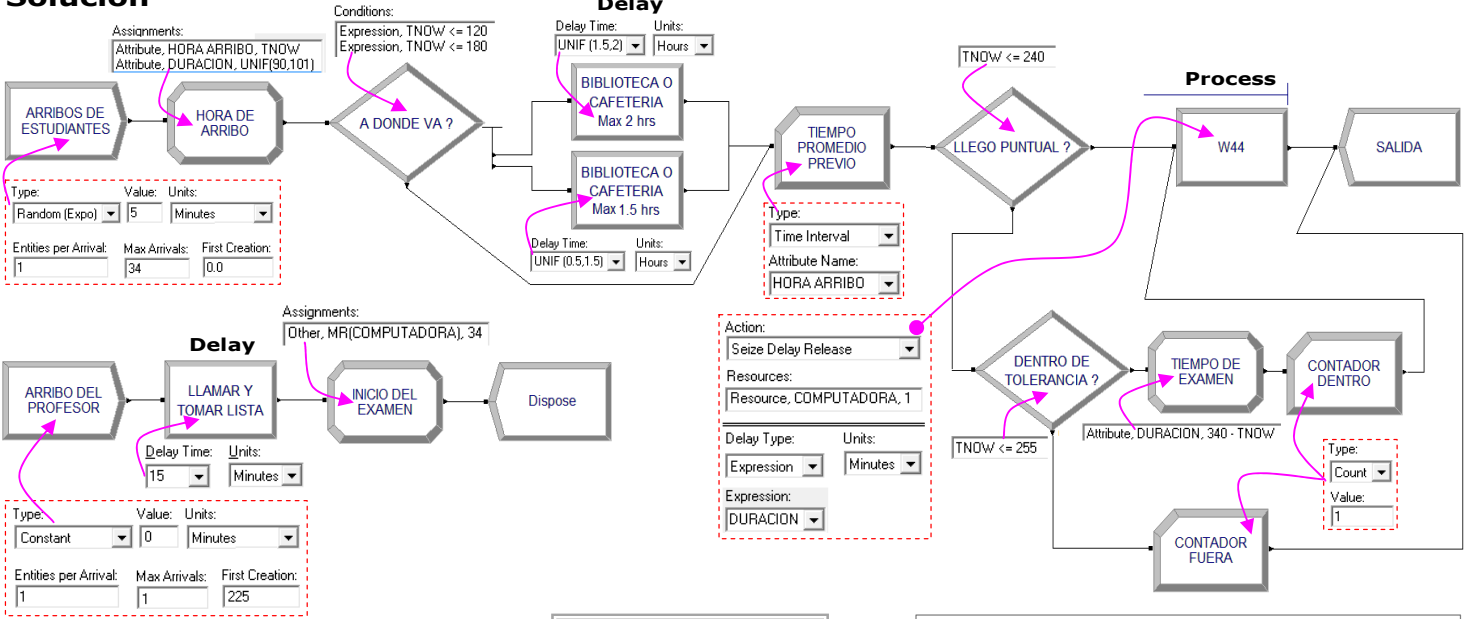 Solución
Assignments:
Attribute, HORA ARRIBO, TNOW
Attribute, DURACION, UNIF(90,101)
Conditions:
Expression, TNOW <= 120
Expression, TNOW <= 180
Delay
Delay Time: Units:
UNIF (1.5,2) Hours
TNOW <= 240
Process
ARRIBOS DE
ESTUDIANTES
HORA DE
ARRIBO
A DONDE VA ?
BIBLIOTECA O
CAFETERIA
Max 2 hrs
BIBLIOTECA O
CAFETERIA
Max 1.5 hrs
TIEMPO
PROMEDIO
PREVIO
LLEGO PUNTUAL ?
W44
SALIDA
Type: Value: Units:
Random (Expo) 5 Minutes
Entities per Arrival: Max Arrivals: First Creation:
1 34 0.0
Delay Time: Units:
UNIF (0.5,1.5) Hours
Type:
Time Interval
Attribute Name:
HORA ARRIBO
Assignments:
Other, MR(COMPUTADORA), 34
Delay
ARRIBO DEL
PROFESOR
LLAMAR Y
TOMAR LISTA
INICIO DEL
EXAMEN
Dispose
Delay Time: Units:
15 Minutes
Type: Value: Units:
Constant 0 Minutes
Entities per Arrival: Max Arrivals: First Creation:
1 1 225
Action:
Seize Delay Release
Resources:
Resource, COMPUTADORA, 1
Delay Type: Units:
Expression Minutes
Expression:
DURACION
DENTRO DE
TOLERANCIA ?
TIEMPO DE
EXAMEN
CONTADOR
DENTRO
TNOW <= 255
Attribute, DURACION, 340 - TNOW
Type:
Count
Value:
1
CONTADOR
FUERA